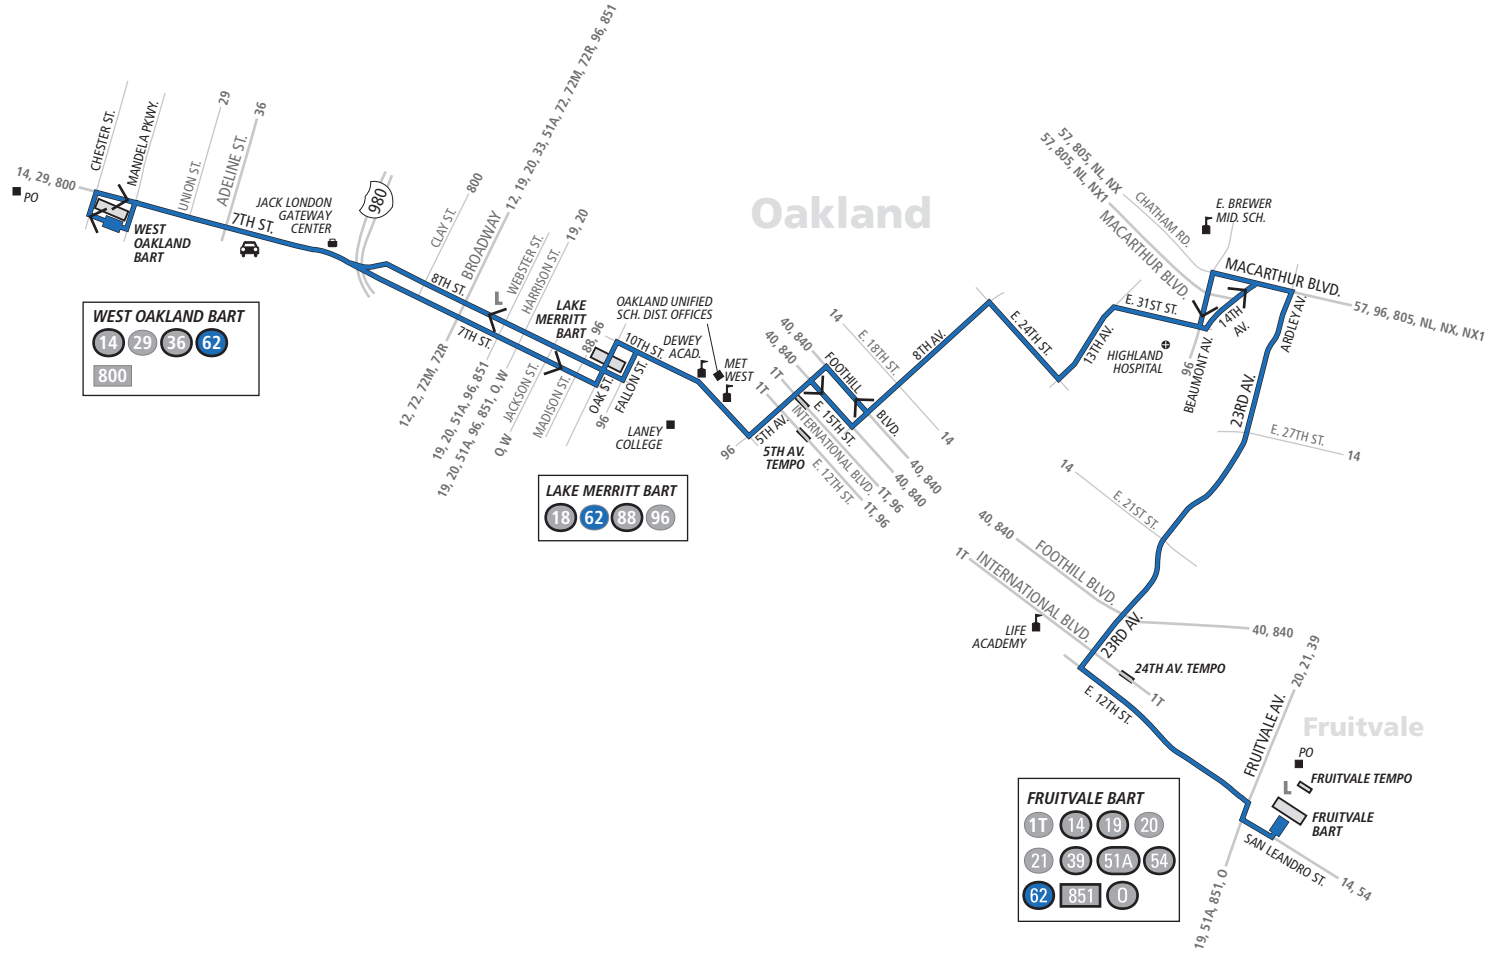 12, 19, 20, 33, 51A, 72, 72M, 72R, 96, 851
CHESTER ST.
MANDELA PKWY.
29
36
14, 29, 800
PO
UNION ST.
ADELINE ST.
7TH ST.
JACK LONDON
GATEWAY
CENTER
980
WEST
OAKLAND
BART
CLAY ST.
800
BROADWAY
8TH ST.
7TH ST.
L
WEBSTER ST.
HARRISON ST.
19, 20
LAKE
MERRITT
BART
88, 96
OAKLAND UNIFIED
SCH. DIST. OFFICES
10TH ST.
DEWEY
ACAD.
MET
WEST
Oakland
57, 805, NL, NX
57, 805, NL, NX1
CHATHAM RD.
MACARTHUR BLVD.
E. BREWER
MID. SCH.
MACARTHUR BLVD.
57, 96, 805, NL, NX, NX1
E. 31ST ST.
14TH
AV.
ARDLEY AV.
13TH AV.
HIGHLAND
HOSPITAL
96
BEAUMONT AV.
E. 24TH ST.
8TH AV.
14
E. 18TH ST.
14
40, 840
40, 840
1T
1T
FOOTHILL
BLVD.
E. 15TH ST.
INTERNATIONAL BLVD.
E. 12TH ST.
5TH AV.
5TH AV.
TEMPO
96
40, 840
40, 840
1T, 96
1T, 96
12, 72, 72M, 72R
19, 20, 51A, 96, 851
19, 20, 51A, 96, 851, O, W
O, W
JACKSON ST.
MADISON ST.
OAK ST.
FALLON ST.
96
LANEY
COLLEGE
WEST OAKLAND BART
14 29 36 62
800
LAKE MERRITT BART
18 62 88 96
23RD AV.
E. 27TH ST.
14
14
E. 21ST ST.
40, 840
FOOTHILL BLVD.
1T
INTERNATIONAL BLVD.
40, 840
LIFE
ACADEMY
23RD AV.
24TH AV. TEMPO
1T
E. 12TH ST.
20, 21, 39
FRUITVALE AV.
Fruitvale
PO
FRUITVALE TEMPO
L
FRUITVALE
BART
SAN LEANDRO ST.
14, 54
19, 51A, 851, O
FRUITVALE BART
1T 14 19 20
21 39 51A 54
62 851 O